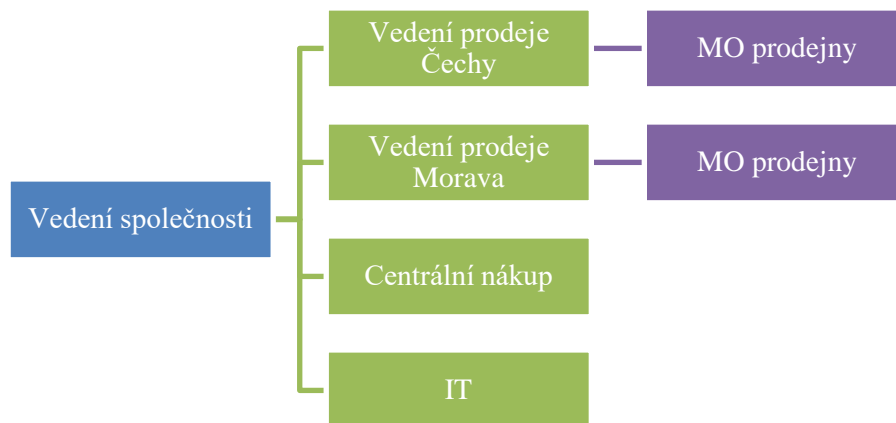 Vedení prodeje
Čechy
MO prodejny
Vedení prodeje
Morava
MO prodejny
Vedení společnosti
Centrální nákup
IT